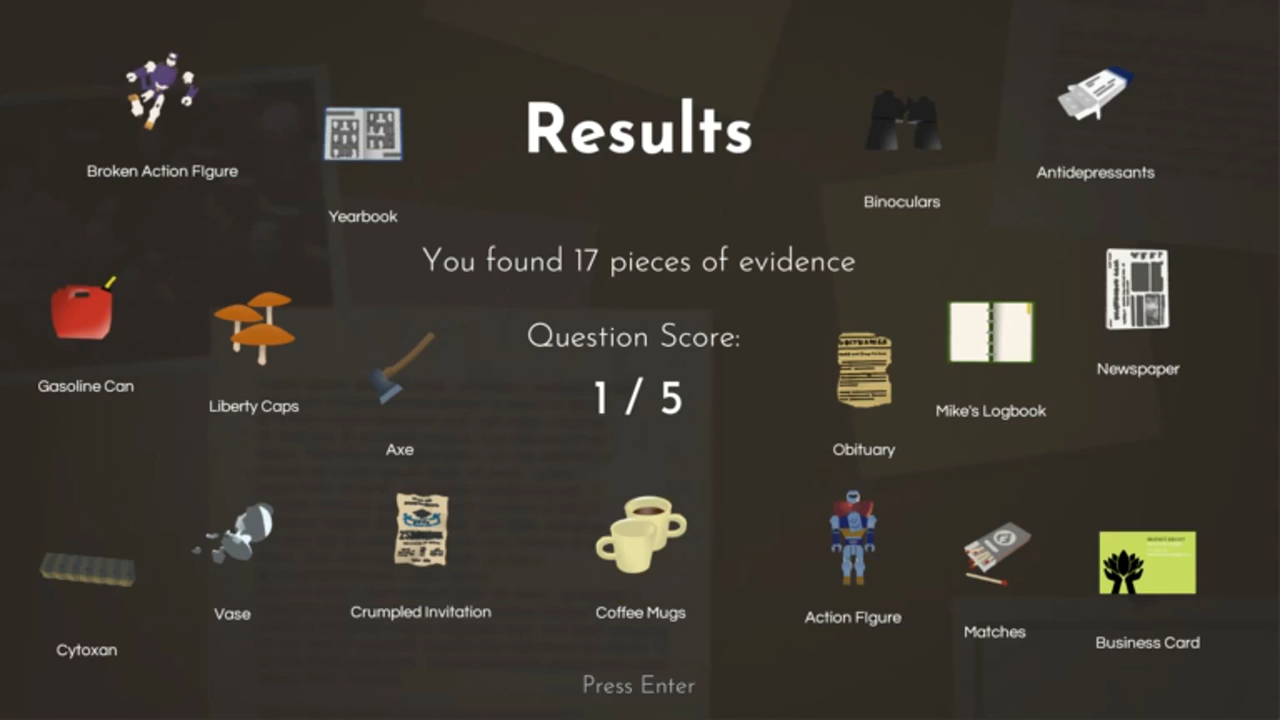 Results
You found 17 pieces of evidence
Question Score:
1 / 5
Broken Action FIgure
Yearbook
Binoculars
Antidepressants
Gasoline Can
Liberty Caps
Axe
Obituary
Mike's Logbook
Newspaper
Cytoxan
Vase
Crumpled Invitation
Coffee Mugs
Action FIgure
Matches
Business Card
Press Enter